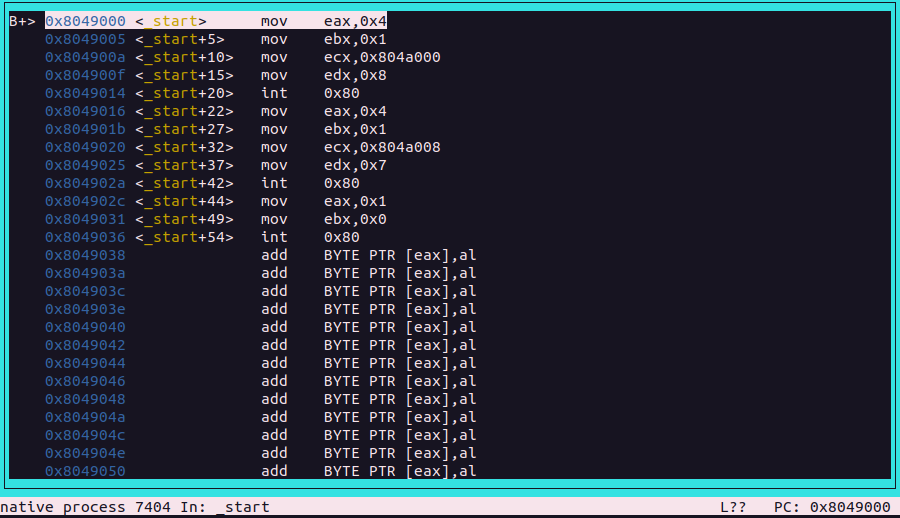 B+> 0x8049000 <_start> mov eax,0x4
0x8049005 <_start+5> mov ebx,0x1
0x804900a <_start+10> mov ecx,0x804a000
0x804900f <_start+15> mov edx,0x8
0x8049014 <_start+20> int 0x80
0x8049016 <_start+22> mov eax,0x4
0x804901b <_start+27> mov ebx,0x1
0x8049020 <_start+32> mov ecx,0x804a008
0x8049025 <_start+37> mov edx,0x7
0x804902a <_start+42> int 0x80
0x804902c <_start+44> mov eax,0x1
0x8049031 <_start+49> mov ebx,0x0
0x8049036 <_start+54> int 0x80
0x8049038 add BYTE PTR [eax],al
0x804903a add BYTE PTR [eax],al
0x804903c add BYTE PTR [eax],al
0x804903e add BYTE PTR [eax],al
0x8049040 add BYTE PTR [eax],al
0x8049042 add BYTE PTR [eax],al
0x8049044 add BYTE PTR [eax],al
0x8049046 add BYTE PTR [eax],al
0x8049048 add BYTE PTR [eax],al
0x804904a add BYTE PTR [eax],al
0x804904c add BYTE PTR [eax],al
0x804904e add BYTE PTR [eax],al
0x8049050 add BYTE PTR [eax],al
native process 7404 In: _start L?? PC: 0x8049000